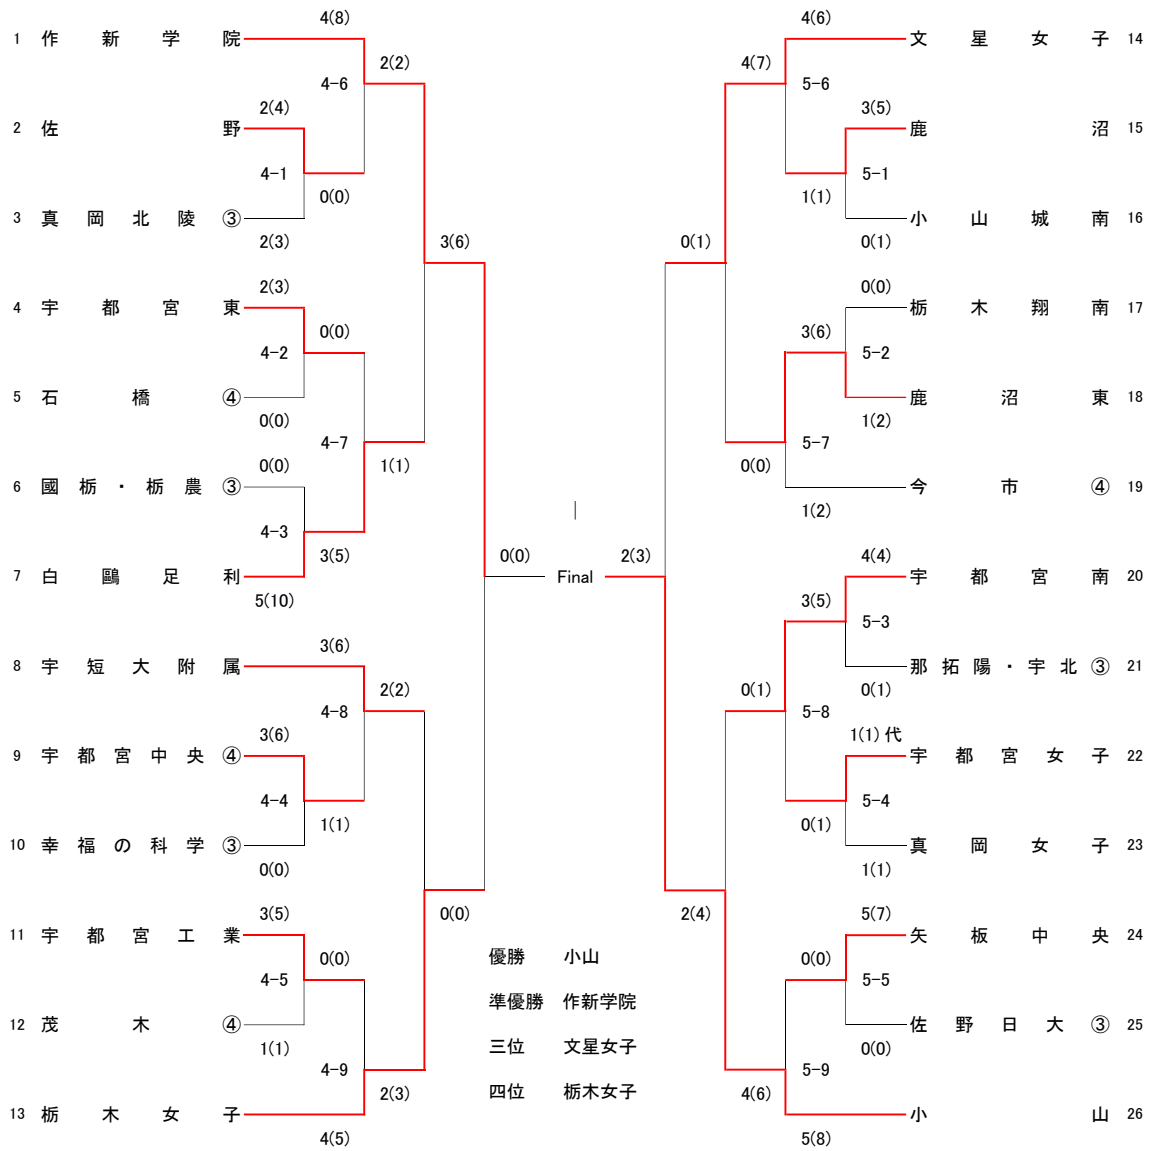 4(8) 4(6)
1 作新学院 文星女子 14
2(2) 4(7)
4-6 5-6
2(4) 3(5)
2 佐野 鹿沼 15
4-1 5-1
0(0) 1(1)
3 真岡北陵③ 小山城南 16
2(3) 3(6) 0(1) 0(1)
2(3) 0(0)
4 宇都宮東 栃木翔南 17
0(0) 3(6)
4-2 5-2
5 石橋④ 鹿沼東 18
0(0) 1(2)
4-7 5-7
0(0) 1(1) 0(0)
6 國栃・栃農③ 今市④ 19
1(2)
4-3
3(5) 0(0) 2(3) 4(4)
7 白鷗足利 Final 宇都宮南 20
5(10) 3(5)
5-3
3(6)
8 宇短大附属 那拓陽・宇北③ 21
2(2) 0(1) 0(1)
4-8 5-8
3(6) 1(1) 代
9 宇都宮中央④ 宇都宮女子 22
4-4 5-4
1(1) 0(1)
10 幸福の科学③ 真岡女子 23
0(0) 1(1)
3(5) 0(0) 2(4) 5(7)
11 宇都宮工業 矢板中央 24
0(0) 優勝 小山 0(0)
4-5 5-5
準優勝 作新学院
12 茂木④ 佐野日大③ 25
1(1) 三位 文星女子 0(0)
4-9 5-9
2(3) 四位 栃木女子 4(6)
13 栃木女子 小山 26
4(5) 5(8)